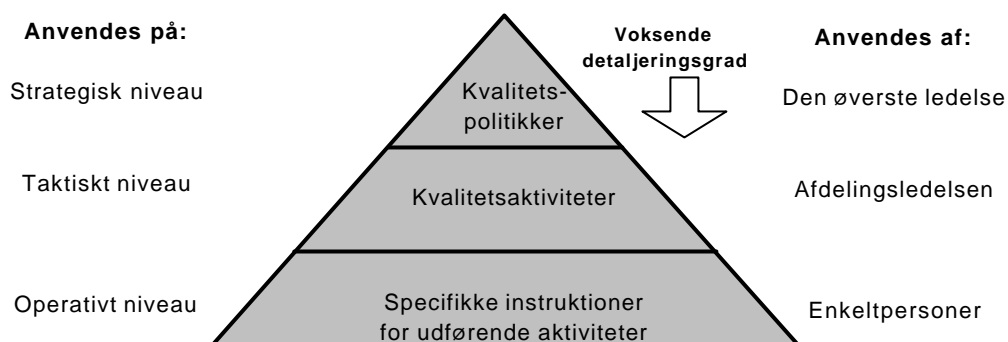 Anvendes på:
Voksende
detaljeringsgrad
Anvendes af:
Strategisk niveau
Kvalitets-
politikker
Den øverste ledelse
Taktiskt niveau
Kvalitetsaktiviteter
Afdelingsledelsen
Operativt niveau
Specifikke instruktioner
for udførende aktiviteter
Enkeltpersoner